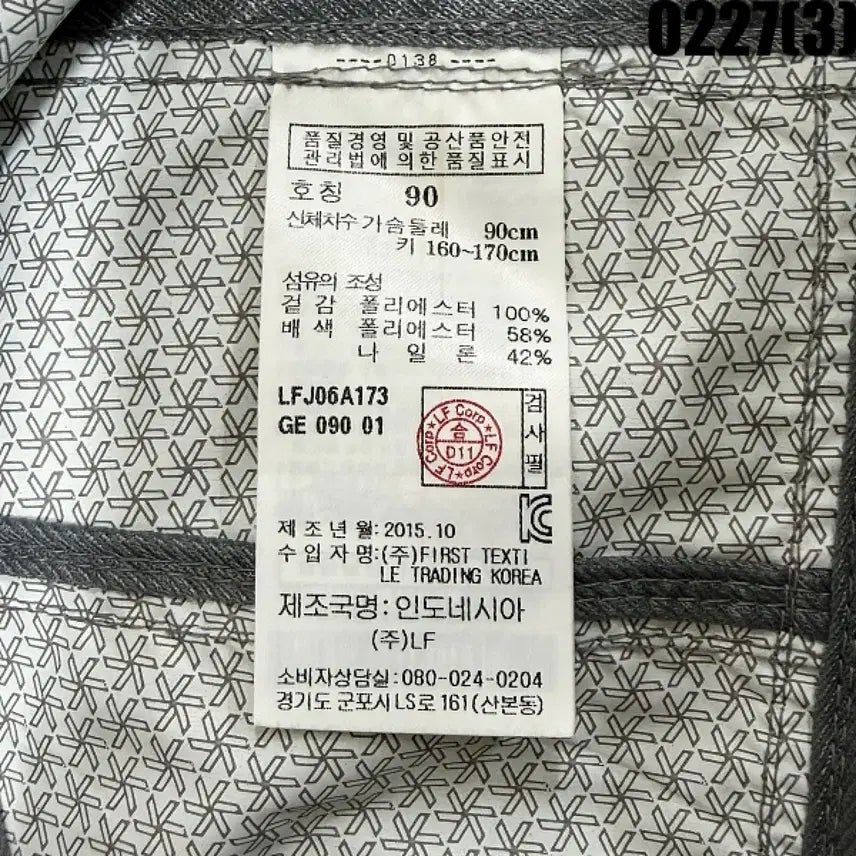 0227(3)
----0138----
품질경영 및 공산품안전
관리법에 의한 품질표시
호칭 90
신체차수 가슴둘레 90cm
키 160~170cm
섬유의 조성
겉감 폴리에스터 100%
배색 폴리에스터 58%
나일론 42%
LFJ06A173
GE 090 01
LF Corp★LF Corp★LF Corp★
합
D11
검사필
제조년월:2015.10
수입자명:(주)FIRST TEXTI
LE TRADING KOREA
제조국명:인도네시아
(주)LF
소비자상담실:080-024-0204
경기도 군포시 LS로 161(산본동)